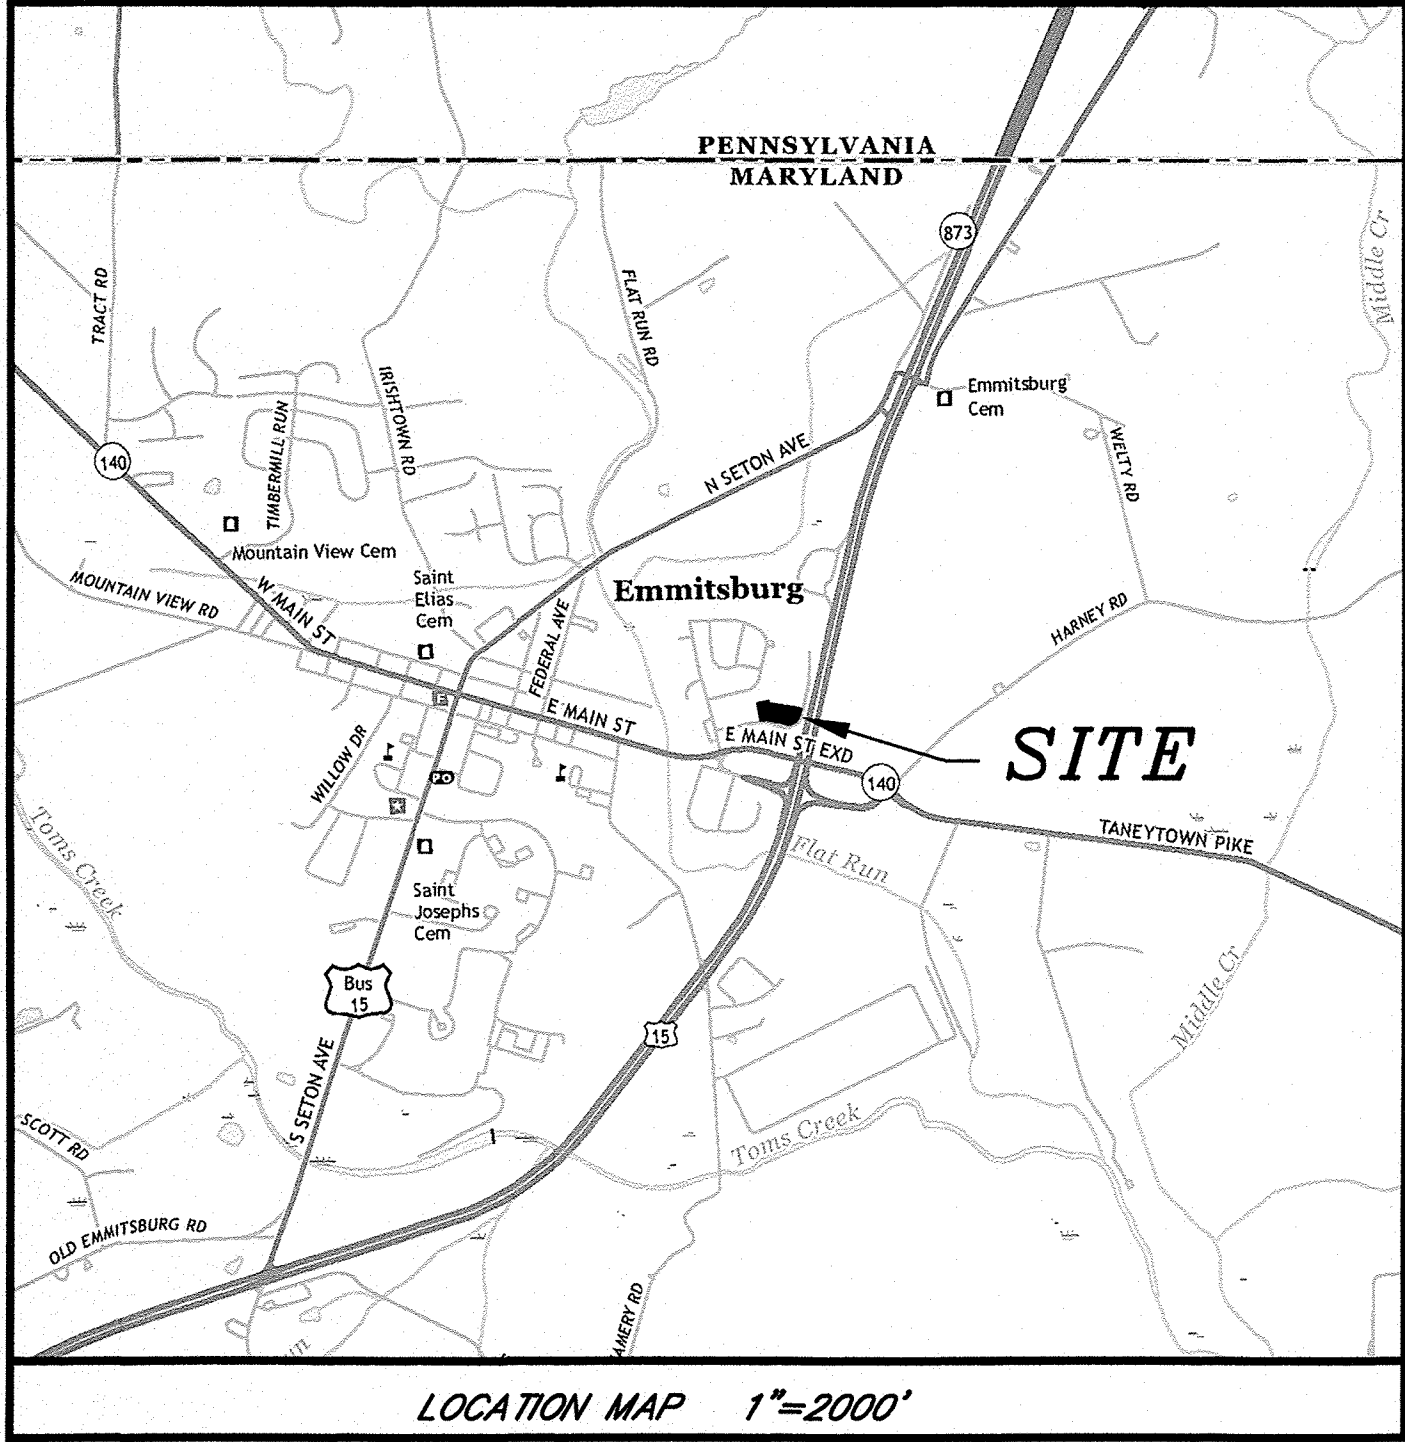 PENNSYLVANIA
MARYLAND
873
Middle Cr
TRACT RD
FLAT RUN RD
IRISHTOWN RD
TIMBERMILL RUN
Emmitsburg
Cem
WELTY RD
140
N SETON AVE
Mountain View Cem
MOUNTAIN VIEW RD
W MAIN ST
Saint
Elias
Cem
Emmitsburg
FEDERAL AVE
HARNEY RD
F
E MAIN ST
E MAIN ST EXD
SITE
WILLOW DR
PO
140
TANEYTOWN PIKE
Toms Creek
Flat Run
Saint
Josephs
Cem
Bus
15
15
Middle Cr
S SETON AVE
SCOTT RD
Toms Creek
OLD EMMITSBURG RD
AMERY RD
un
LOCATION MAP 1"=2000'